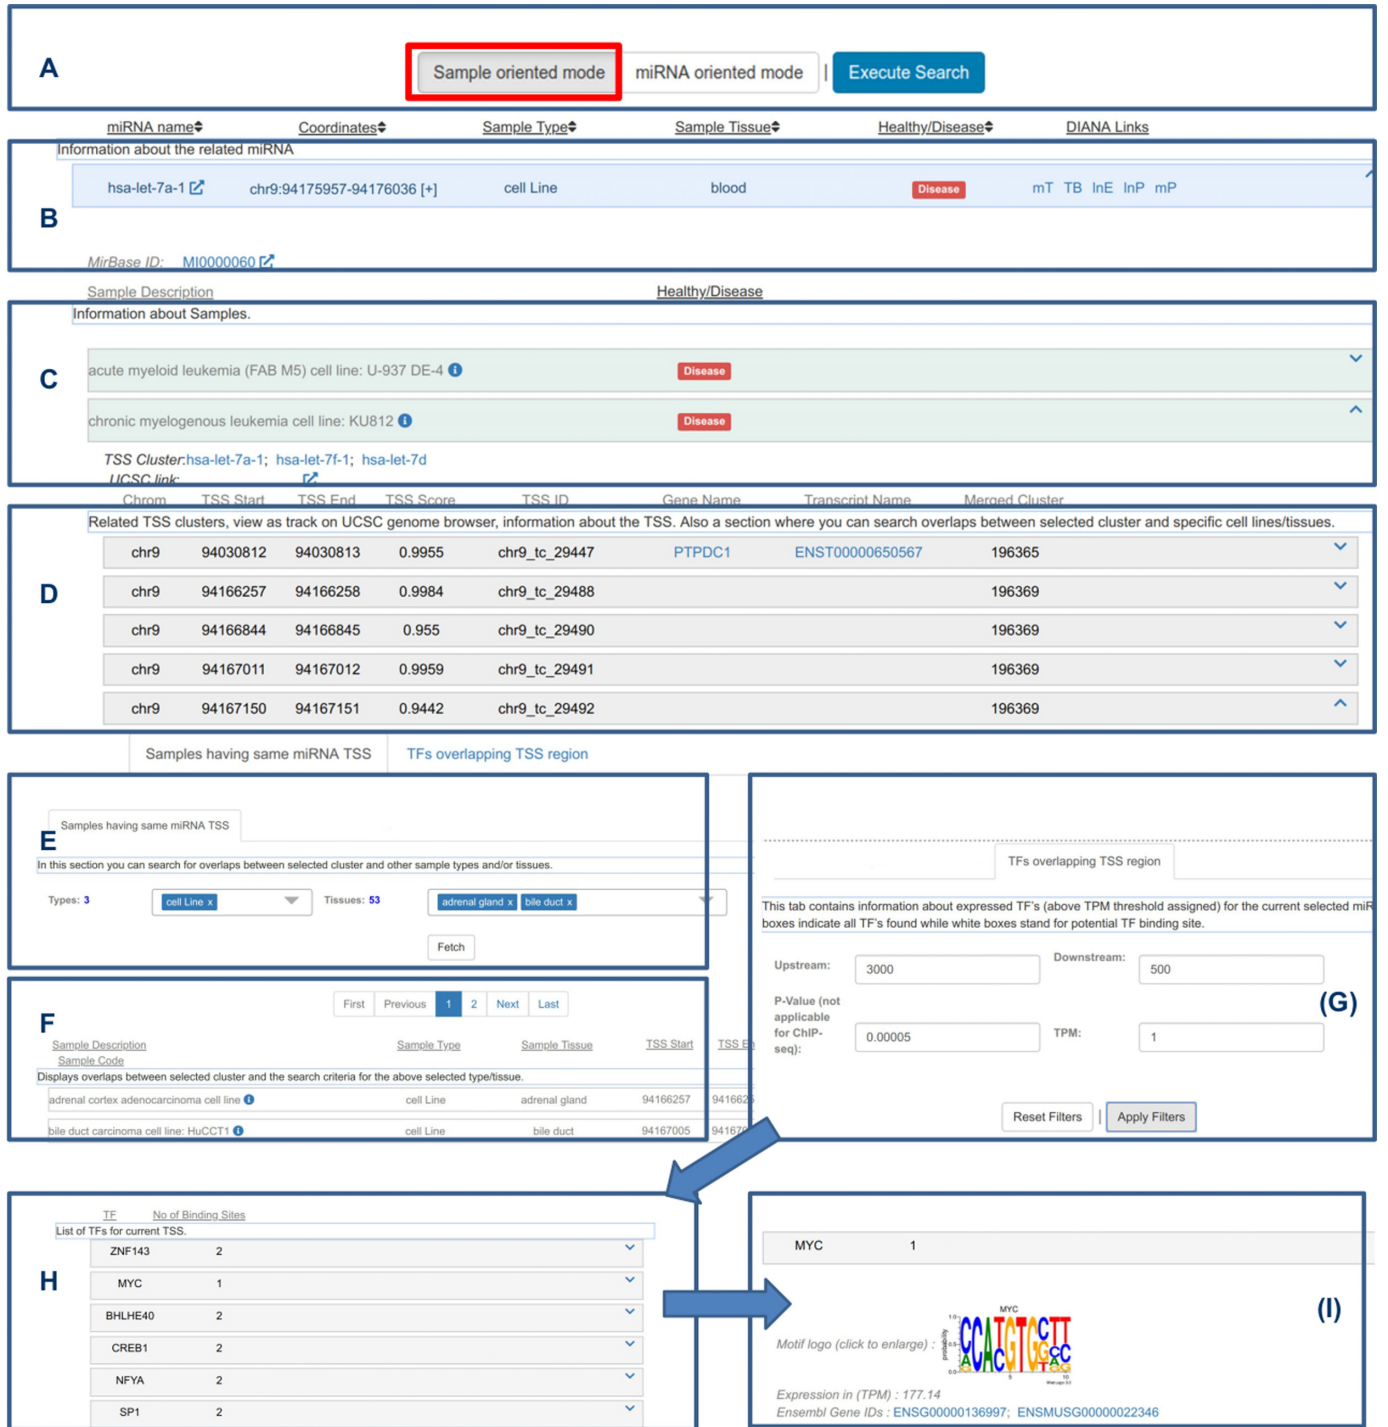 A
Sample oriented mode miRNA oriented mode | Execute Search
miRNA name Coordinates Sample Type Sample Tissue Healthy/Disease DIANA Links
Information about the related miRNA
hsa-let-7a-1 chr9:94175957-94176036 [+] cell Line blood Disease mT TB InE InP mP
B
MirBase ID: MI0000060
Sample Description Healthy/Disease
Information about Samples.
C
acute myeloid leukemia (FAB M5) cell line: U-937 DE-4 Disease
chronic myelogenous leukemia cell line: KU812 Disease
TSS Cluster: hsa-let-7a-1; hsa-let-7f-1; hsa-let-7d
UCSC link:
Chrom TSS Start TSS End TSS Score TSS ID Gene Name Transcript Name Merged Cluster
Related TSS clusters, view as track on UCSC genome browser, information about the TSS. Also a section where you can search overlaps between selected cluster and specific cell lines/tissues.
chr9 94030812 94030813 0.9955 chr9_tc_29447 PTPDC1 ENST00000650567 196365
D
chr9 94166257 94166258 0.9984 chr9_tc_29488 196369
chr9 94166844 94166845 0.955 chr9_tc_29490 196369
chr9 94167011 94167012 0.9959 chr9_tc_29491 196369
chr9 94167150 94167151 0.9442 chr9_tc_29492 196369
Samples having same miRNA TSS TFs overlapping TSS region
E
Samples having same miRNA TSS
In this section you can search for overlaps between selected cluster and other sample types and/or tissues.
Types: 3 cell Line x Tissues: 53 adrenal gland x bile duct x
Fetch
F
First Previous 1 2 Next Last
Sample Description Sample Type Sample Tissue TSS Start TSS E
Sample Code
Displays overlaps between selected cluster and the search criteria for the above selected type/tissue.
adrenal cortex adenocarcinoma cell line cell Line adrenal gland 94166257 9416625
bile duct carcinoma cell line: HuCCT1 cell Line bile duct 94167005
TFs overlapping TSS region
This tab contains information about expressed TF's (above TPM threshold assigned) for the current selected miR
boxes indicate all TF's found while white boxes stand for potential TF binding site.
Upstream: 3000 Downstream: 500
(G)
P-Value (not
applicable
for ChIP-
seq): 0.00005 TPM: 1
Reset Filters | Apply Filters
TF No of Binding Sites
List of TFs for current TSS.
ZNF143 2
H
MYC 1
BHLHE40 2
CREB1 2
NFYA 2
SP1 2
MYC 1
(I)
MYC
Motif logo (click to enlarge) :
probability
1.0
0.5
0.0
5 10
Expression in (TPM) : 177.14
Ensembl Gene IDs : ENSG00000136997; ENSMUSG00000022346